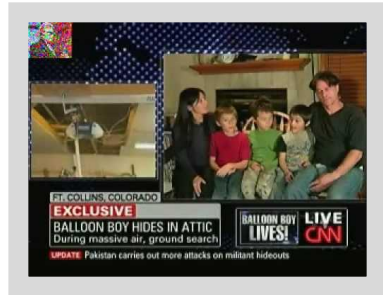 FT. COLLINS, COLORADO
EXCLUSIVE
BALLOON BOY HIDES IN ATTIC
During massive air, ground search
BALLOON BOY
LIVES!
LIVE
CNN
UPDATE Pakistan carries out more attacks on militant hideouts